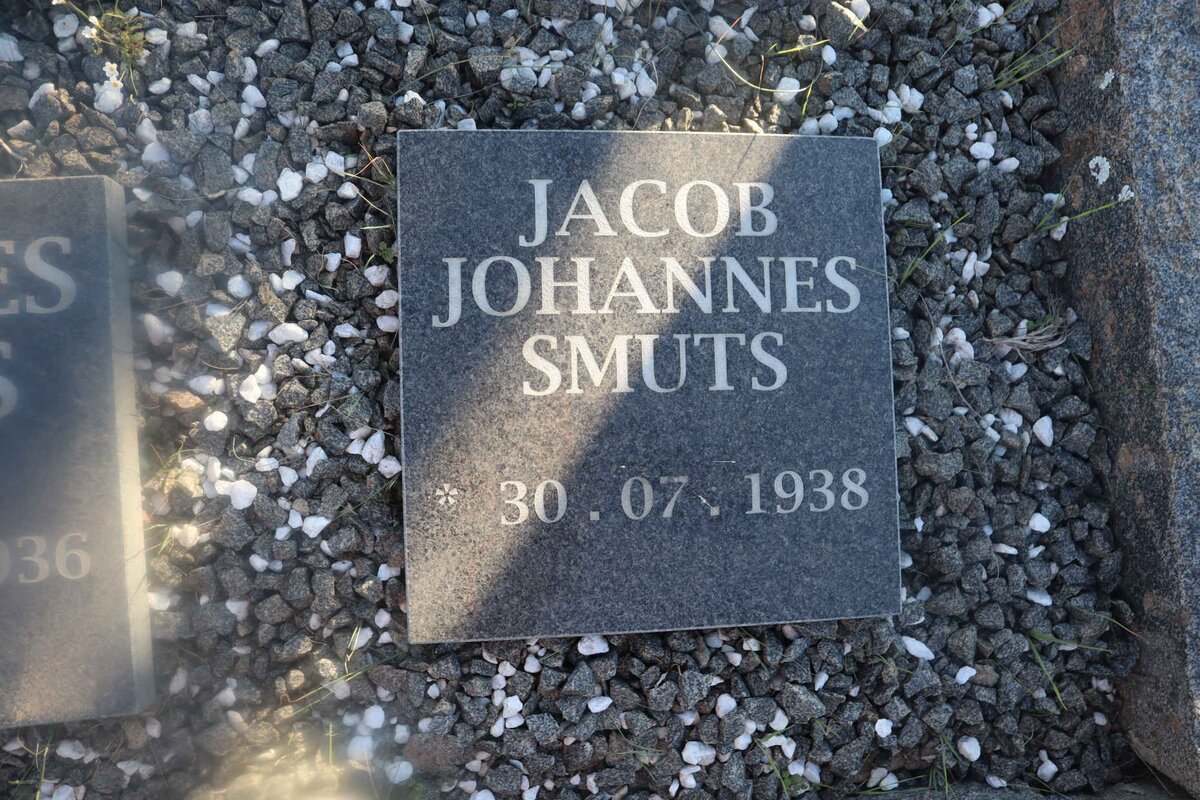 JACOB
JOHANNES
SMUTS
* 30 . 07 . 1938